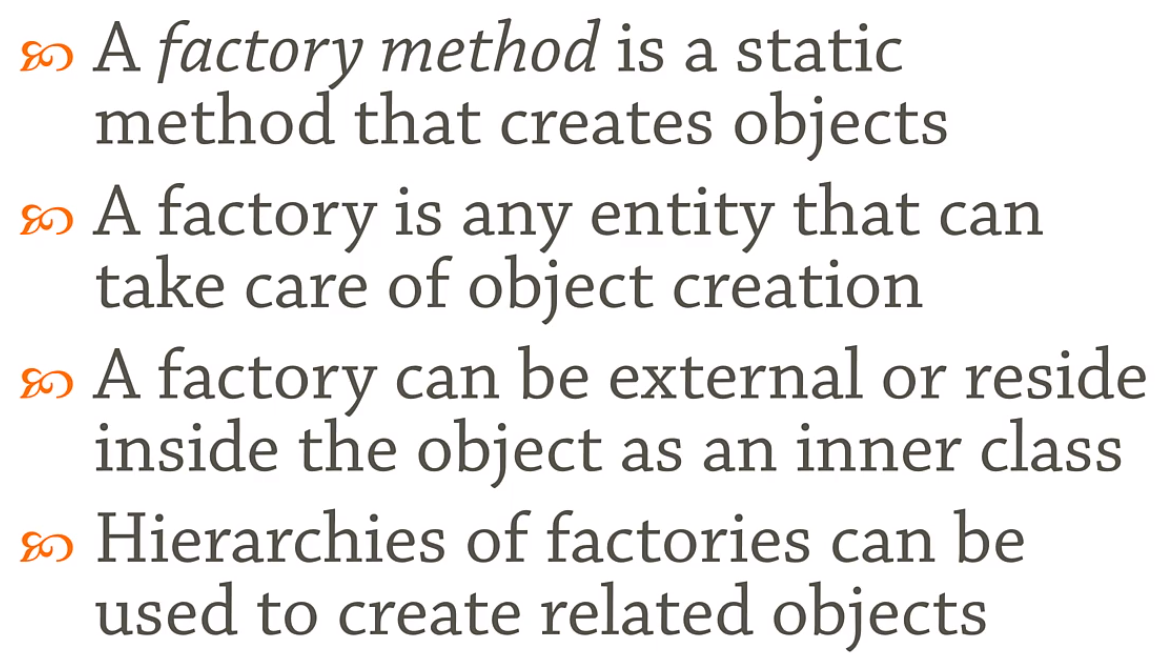 A factory method is a static
method that creates objects
A factory is any entity that can
take care of object creation
A factory can be external or reside
inside the object as an inner class
Hierarchies of factories can be
used to create related objects